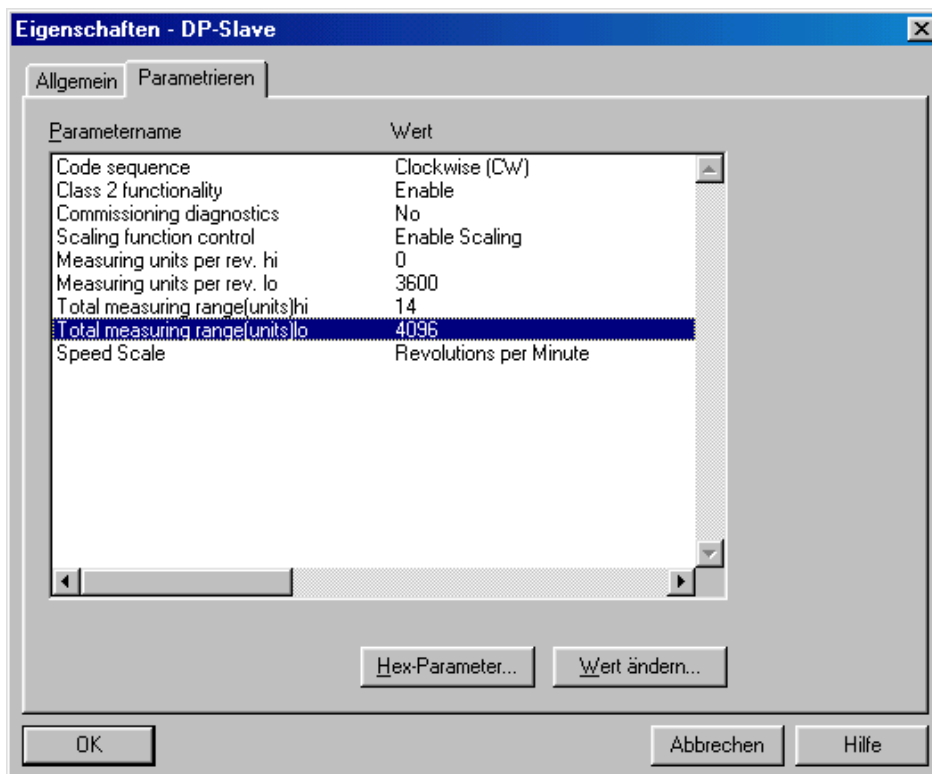 Eigenschaften - DP-Slave
Allgemein Parametrieren
Parametername Wert
Code sequence Clockwise (CW)
Class 2 functionality Enable
Commissioning diagnostics No
Scaling function control Enable Scaling
Measuring units per rev. hi 0
Measuring units per rev. lo 3600
Total measuring range(units)hi 14
Total measuring range(units)lo 4096
Speed Scale Revolutions per Minute
Hex-Parameter... Wert ändern...
OK Abbrechen Hilfe